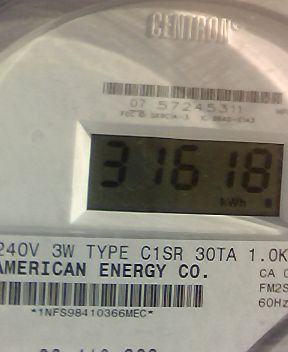 CENTRON®
07 57245311
31618
kWh
240V 3W TYPE C1SR 30TA 1.0K
AMERICAN ENERGY CO.
CA
FM2S
60Hz
*1NFS98410366MEC*